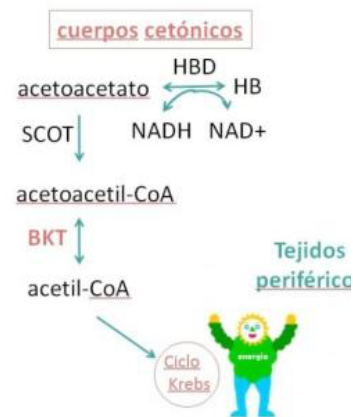 cuerpos cetónicos
HBD
acetoacetato HB
SCOT NADH NAD+
acetoacetil-CoA
BKT
Tejidos
periférico
acetil-CoA
energía
Ciclo
Krebs